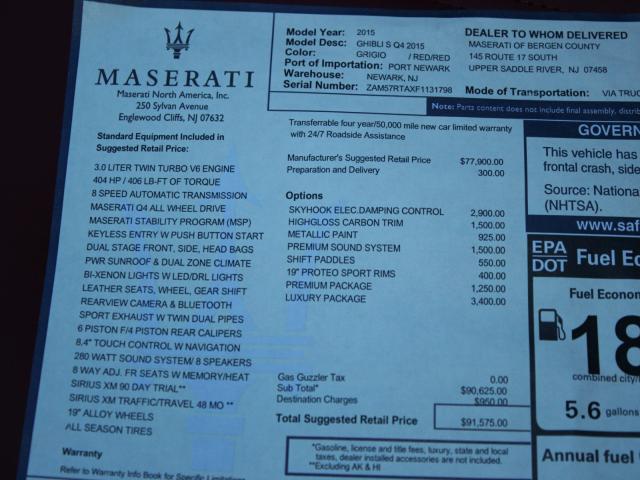 MASERATI
Maserati North America, Inc.
250 Sylvan Avenue
Englewood Cliffs, NJ 07632
Standard Equipment Included in
Suggested Retail Price:
3.0 LITER TWIN TURBO V6 ENGINE
404 HP / 406 LB-FT OF TORQUE
8 SPEED AUTOMATIC TRANSMISSION
MASERATI Q4 ALL WHEEL DRIVE
MASERATI STABILITY PROGRAM (MSP)
KEYLESS ENTRY W PUSH BUTTON START
DUAL STAGE FRONT, SIDE, HEAD BAGS
PWR SUNROOF & DUAL ZONE CLIMATE
BI-XENON LIGHTS W LED/DRL LIGHTS
LEATHER SEATS, WHEEL, GEAR SHIFT
REARVIEW CAMERA & BLUETOOTH
SPORT EXHAUST W TWIN DUAL PIPES
6 PISTON F/4 PISTON REAR CALIPERS
8.4" TOUCH CONTROL W NAVIGATION
280 WATT SOUND SYSTEM/ 8 SPEAKERS
8 WAY ADJ. FR SEATS W MEMORY/HEAT
SIRIUS XM 90 DAY TRIAL**
SIRIUS XM TRAFFIC/TRAVEL 48 MO **
19" ALLOY WHEELS
ALL SEASON TIRES
Warranty
Refer to Warranty Info Book for Specific Limitations
Model Year: 2015
Model Desc: GHIBLI S Q4 2015
Color: GRIGIO / RED/RED
Port of Importation: PORT NEWARK
Warehouse: NEWARK, NJ
Serial Number: ZAM57RTAXF1131798
DEALER TO WHOM DELIVERED
MASERATI OF BERGEN COUNTY
145 ROUTE 17 SOUTH
UPPER SADDLE RIVER, NJ 07458
Mode of Transportation: VIA TRUC
Note: Parts content does not include final assembly, distrib
Transferrable four year/50,000 mile new car limited warranty
with 24/7 Roadside Assistance
Manufacturer's Suggested Retail Price $77,900.00
Preparation and Delivery 300.00
Options
SKYHOOK ELEC.DAMPING CONTROL 2,900.00
HIGHGLOSS CARBON TRIM 1,500.00
METALLIC PAINT 925.00
PREMIUM SOUND SYSTEM 1,500.00
SHIFT PADDLES 550.00
19" PROTEO SPORT RIMS 400.00
PREMIUM PACKAGE 1,250.00
LUXURY PACKAGE 3,400.00
Gas Guzzler Tax 0.00
Sub Total* $90,625.00
Destination Charges $950.00
Total Suggested Retail Price $91,575.00
*Gasoline, license and title fees, luxury, state and local
taxes, dealer installed accessories are not included.
**Excluding AK & HI
GOVERN
This vehicle has
frontal crash, side
Source: Nationa
(NHTSA).
www.saf
EPA
DOT
Fuel Ec
Fuel Econom
18
combined city/
5.6 gallons
Annual fuel